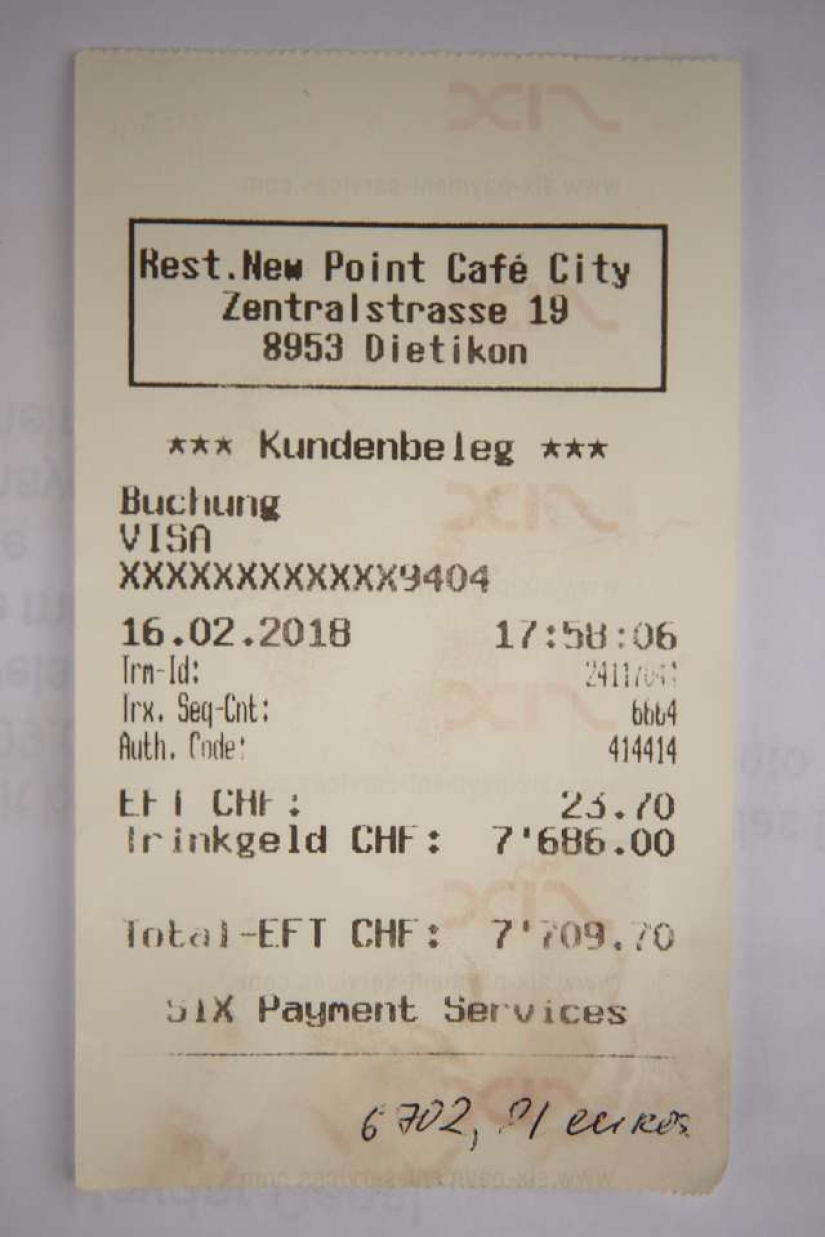 Rest.New Point Café City
Zentralstrasse 19
8953 Dietikon
*** Kundenbeleg ***
Buchung
VISA
XXXXXXXXXXXX9404
16.02.2018 17:58:06
Trm-Id:
Trx. Seq-Cnt: 6664
Auth. Code: 414414
EFT CHF: 23.70
Trinkgeld CHF: 7'686.00
Total-EFT CHF: 7'709.70
SIX Payment Services
6702, euros